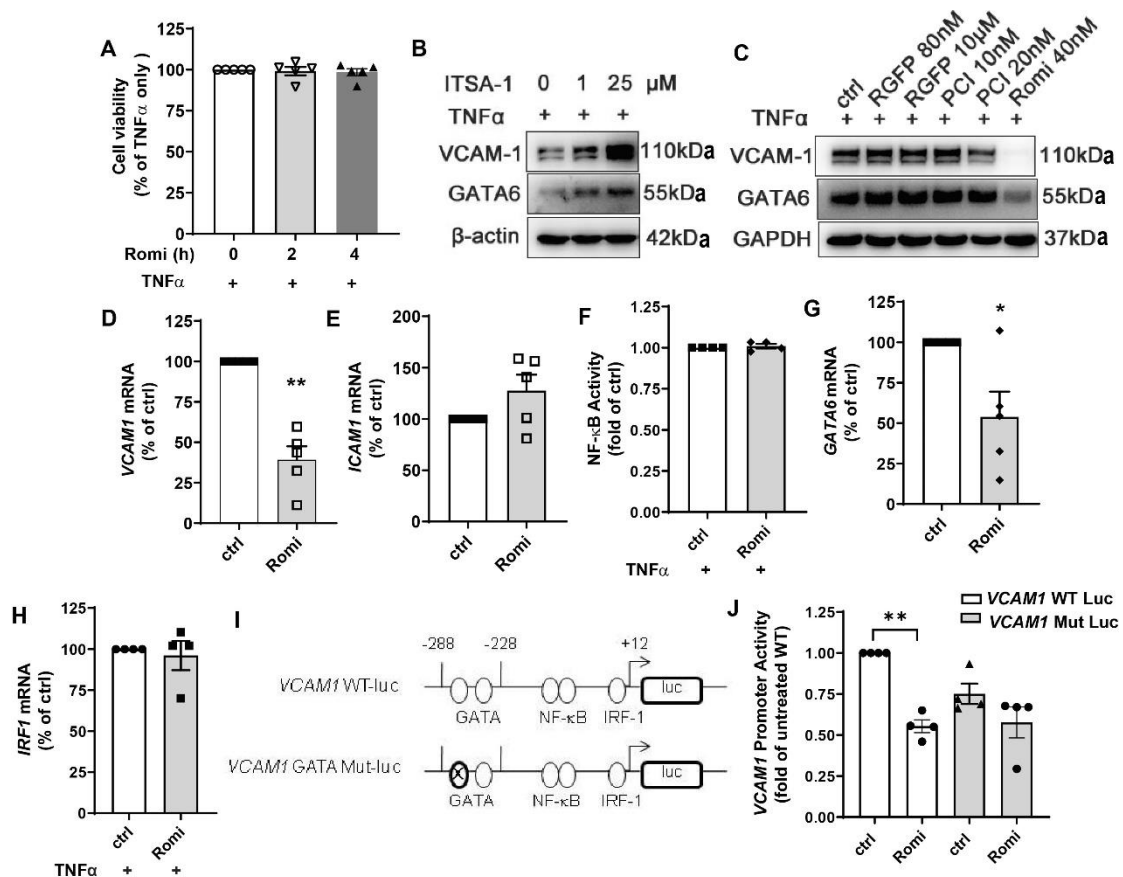 A
Cell viability
(% of TNFα only )
125
100
75
50
25
0
Romi (h) 0 2 4
TNFα + + +
B
ITSA-1 0 1 25 μM
TNFα + + +
VCAM-1 110kDa
GATA6 55kDa
β-actin 42kDa
C
ctrl
RGFP 80nM
RGFP 10μM
PCI 10nM
PCI 20nM
Romi 40nM
TNFα + + + + + +
VCAM-1 110kDa
GATA6 55kDa
GAPDH 37kDa
D
VCAM1 mRNA
(% of ctrl)
125
100
75
50
25
0
**
ctrl Romi
E
ICAM1 mRNA
(% of ctrl)
200
150
100
50
0
ctrl Romi
F
NF-κB Activity
(fold of ctrl)
1.25
1.00
0.75
0.50
0.25
0.00
ctrl Romi
TNFα + +
G
GATA6 mRNA
(% of ctrl)
125
100
75
50
25
0
*
ctrl Romi
H
IRF1 mRNA
(% of ctrl)
125
100
75
50
25
0
ctrl Romi
TNFα + +
I
-288 -228 +12
VCAM1 WT-luc
luc
GATA NF-κB IRF-1
VCAM1 GATA Mut-luc
X
luc
GATA NF-κB IRF-1
J
VCAM1 WT Luc
VCAM1 Mut Luc
VCAM1 Promoter Activity
(fold of untreated WT)
1.25
1.00
0.75
0.50
0.25
0.00
**
ctrl Romi ctrl Romi